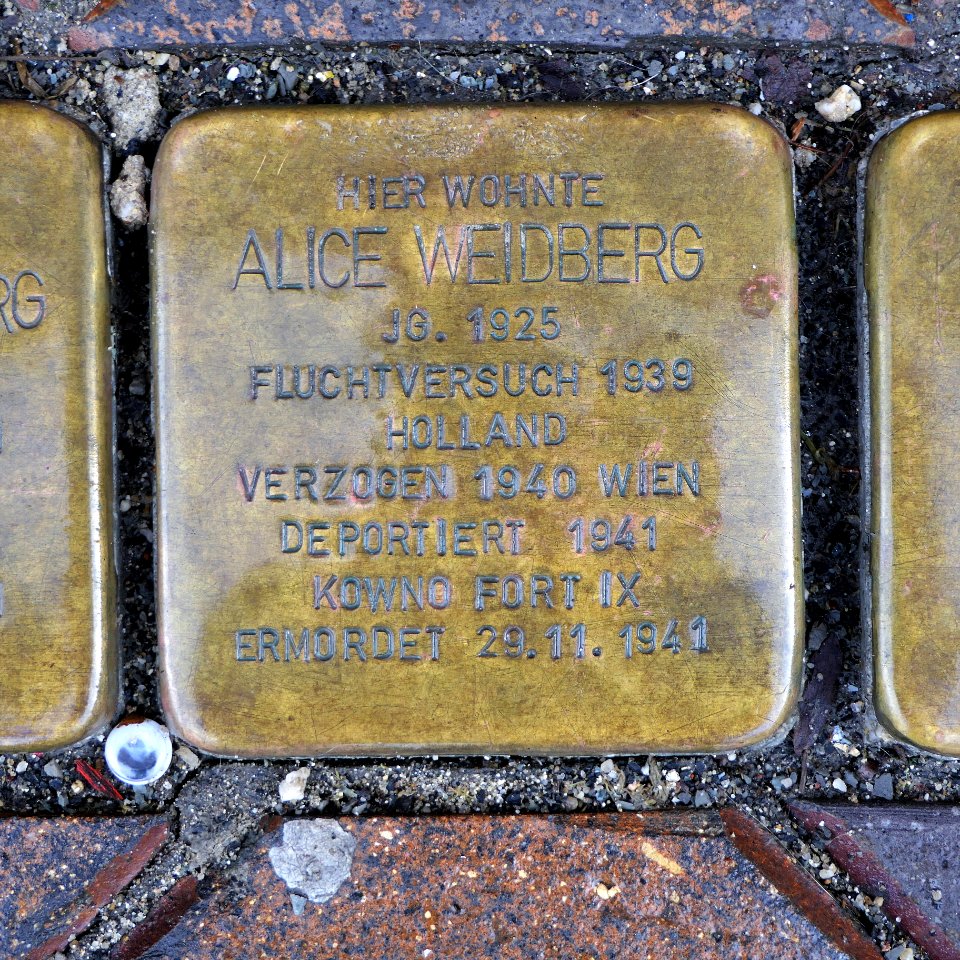 HIER WOHNTE
ALICE WEIDBERG
JG. 1925
FLUCHTVERSUCH 1939
HOLLAND
VERZOGEN 1940 WIEN
DEPORTIERT 1941
KOWNO FORT IX
ERMORDET 29.11.1941
RG